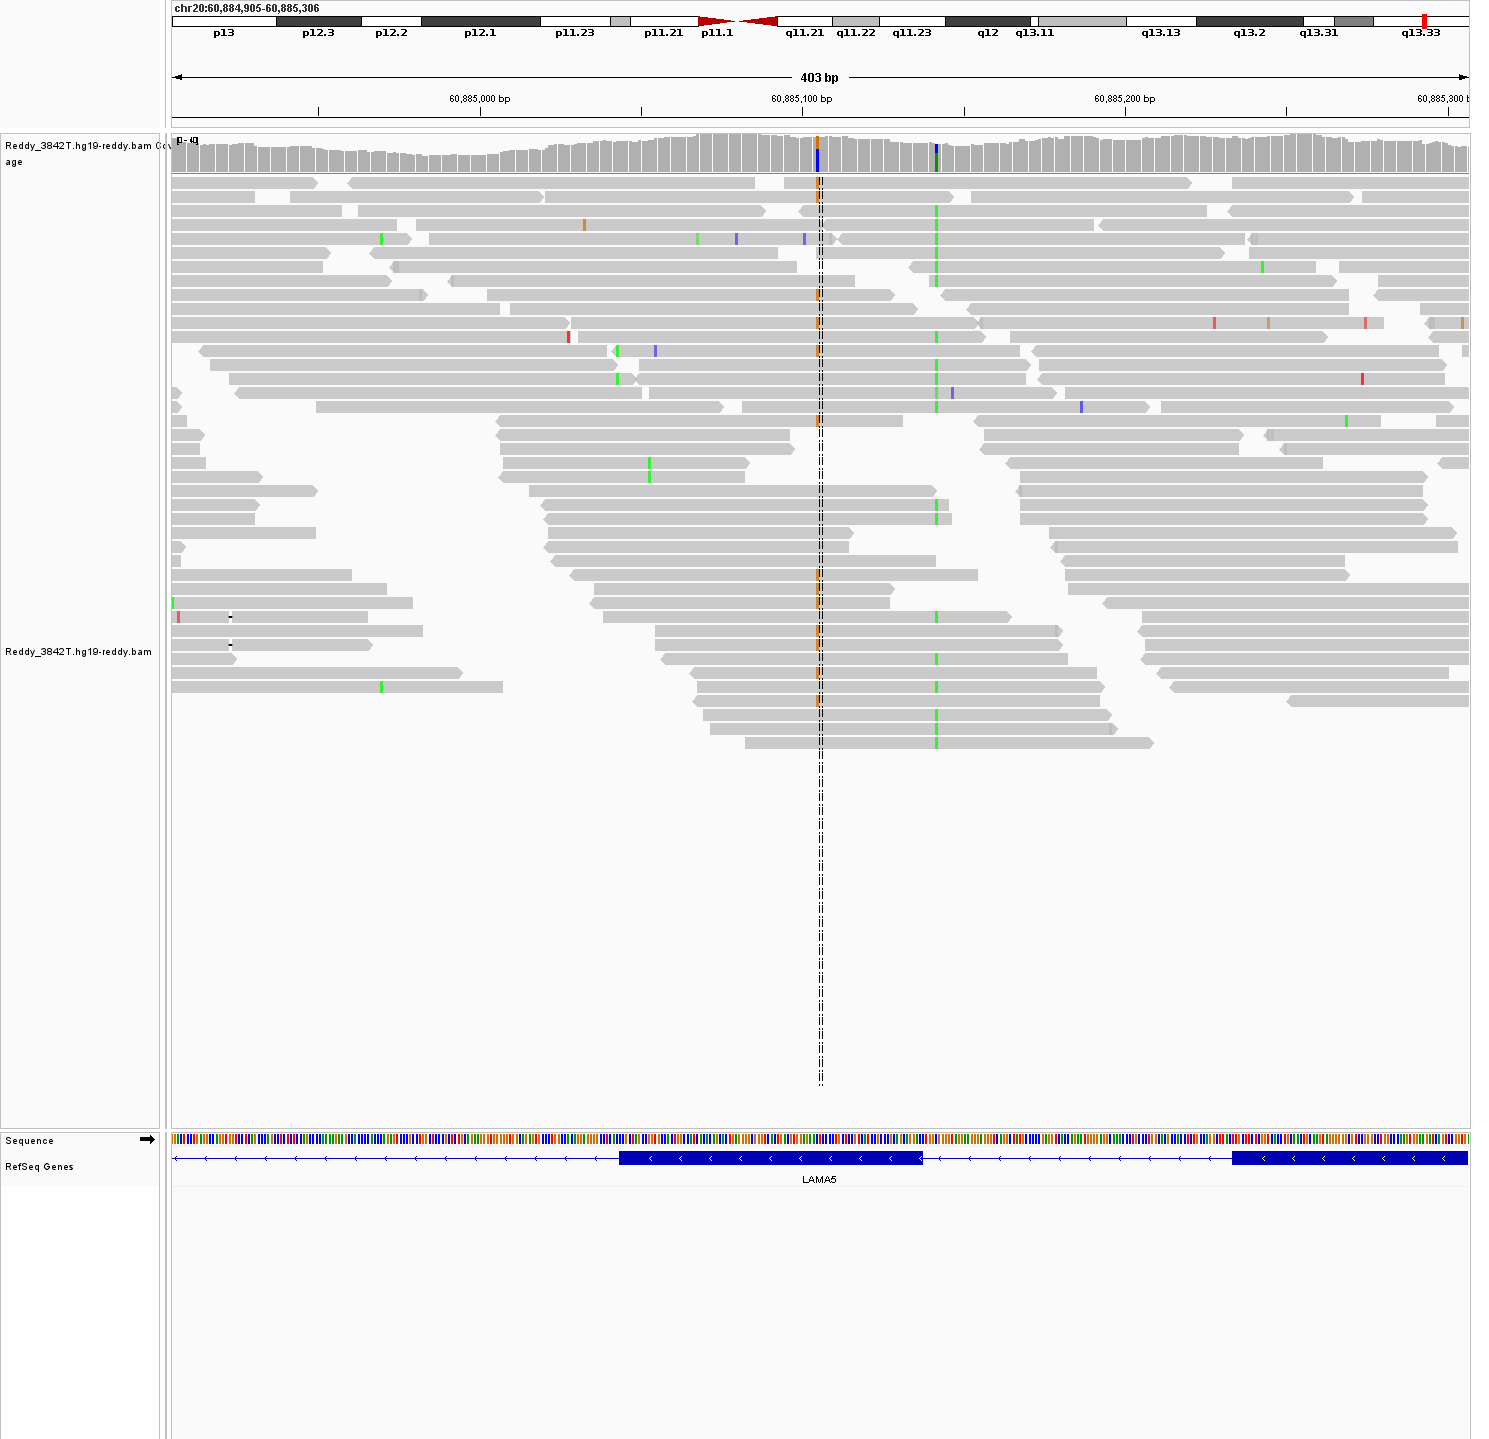 chr20:60,884,905-60,885,306
p13 p12.3 p12.2 p12.1 p11.23 p11.21 p11.1 q11.21 q11.22 q11.23 q12 q13.11 q13.13 q13.2 q13.31 q13.33
403 bp
60,885,000 bp 60,885,100 bp 60,885,200 bp 60,885,300 b
Reddy_3842T.hg19-reddy.bam Cov
age
Reddy_3842T.hg19-reddy.bam
Sequence
RefSeq Genes
LAMA5